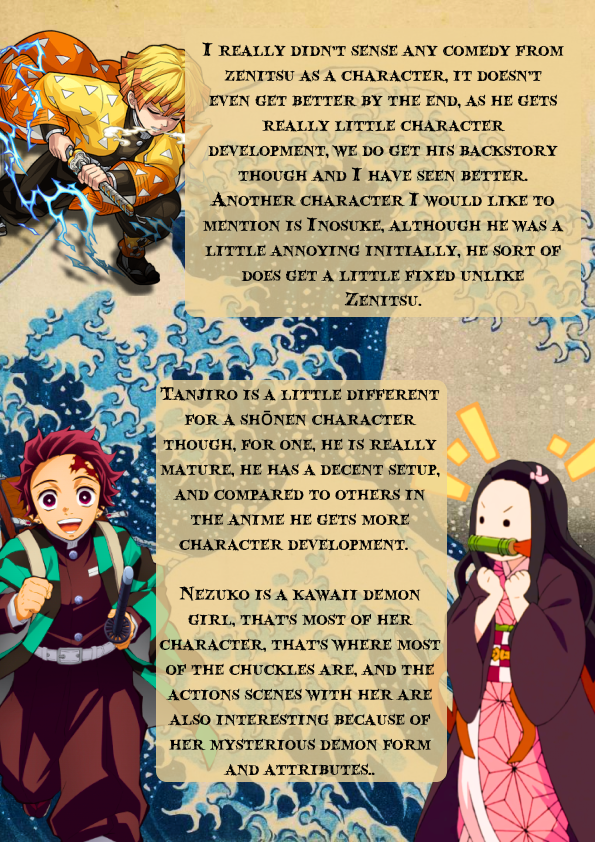 I really didn't sense any comedy from
Zenitsu as a character, it doesn't
even get better by the end, as he gets
really little character
development, we do get his backstory
though and I have seen better.
Another character I would like to
mention is Inosuke, although he was a
little annoying initially, he sort of
does get a little fixed unlike
Zenitsu.
Tanjiro is a little different
for a shōnen character
though, for one, he is really
mature, he has a decent setup,
and compared to others in
the anime he gets more
character development.
Nezuko is a kawaii demon
girl, that's most of her
character, that's where most
of the chuckles are, and the
actions scenes with her are
also interesting because of
her mysterious demon form
and attributes..